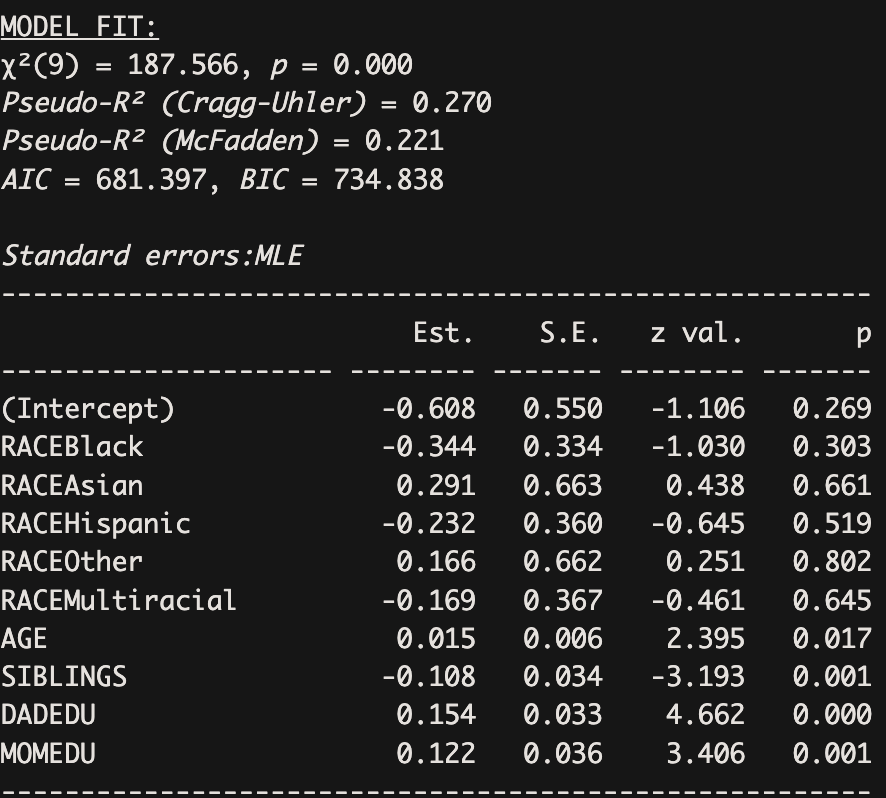 MODEL FIT:
χ²(9) = 187.566, p = 0.000
Pseudo-R² (Cragg-Uhler) = 0.270
Pseudo-R² (McFadden) = 0.221
AIC = 681.397, BIC = 734.838
Standard errors:MLE
-------------------------------------------------------
Est. S.E. z val. p
--------------------- -------- ------- -------- -------
(Intercept) -0.608 0.550 -1.106 0.269
RACEBlack -0.344 0.334 -1.030 0.303
RACEAsian 0.291 0.663 0.438 0.661
RACEHispanic -0.232 0.360 -0.645 0.519
RACEOther 0.166 0.662 0.251 0.802
RACEMultiracial -0.169 0.367 -0.461 0.645
AGE 0.015 0.006 2.395 0.017
SIBLINGS -0.108 0.034 -3.193 0.001
DADEDU 0.154 0.033 4.662 0.000
MOMEDU 0.122 0.036 3.406 0.001
-------------------------------------------------------